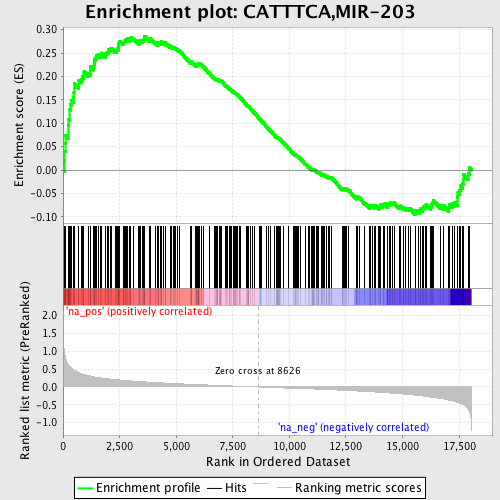 Enrichment plot: CATTTCA,MIR-203
Enrichment score (ES)
0.30
0.25
0.20
0.15
0.10
0.05
0.00
-0.05
-0.10
'na_pos' (positively correlated)
Ranked list metric (PreRanked)
2.0
1.5
1.0
0.5
0.0
-0.5
-1.0
Zero cross at 8626
'na_neg' (negatively correlated)
0
2,500
5,000
7,500
10,000
12,500
15,000
17,500
Rank in Ordered Dataset
Enrichment profile
Hits
Ranking metric scores